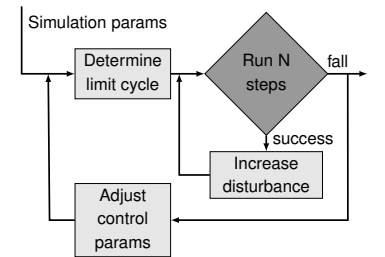 Simulation params
Determine
limit cycle
Run N
steps
fall
success
Increase
disturbance
Adjust
control
params